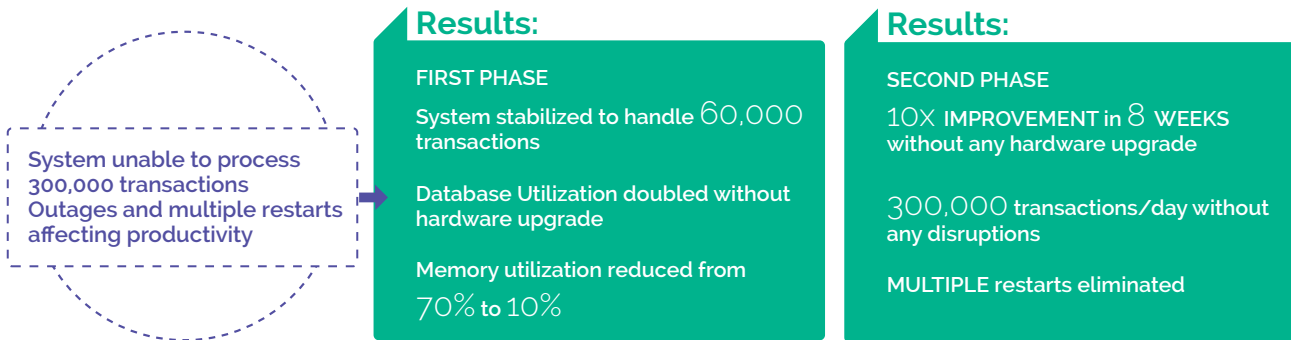 System unable to process
300,000 transactions
Outages and multiple restarts
affecting productivity
Results:
FIRST PHASE
System stabilized to handle 60,000
transactions
Database Utilization doubled without
hardware upgrade
Memory utilization reduced from
70% to 10%
Results:
SECOND PHASE
10X IMPROVEMENT in 8 WEEKS
without any hardware upgrade
300,000 transactions/day without
any disruptions
MULTIPLE restarts eliminated